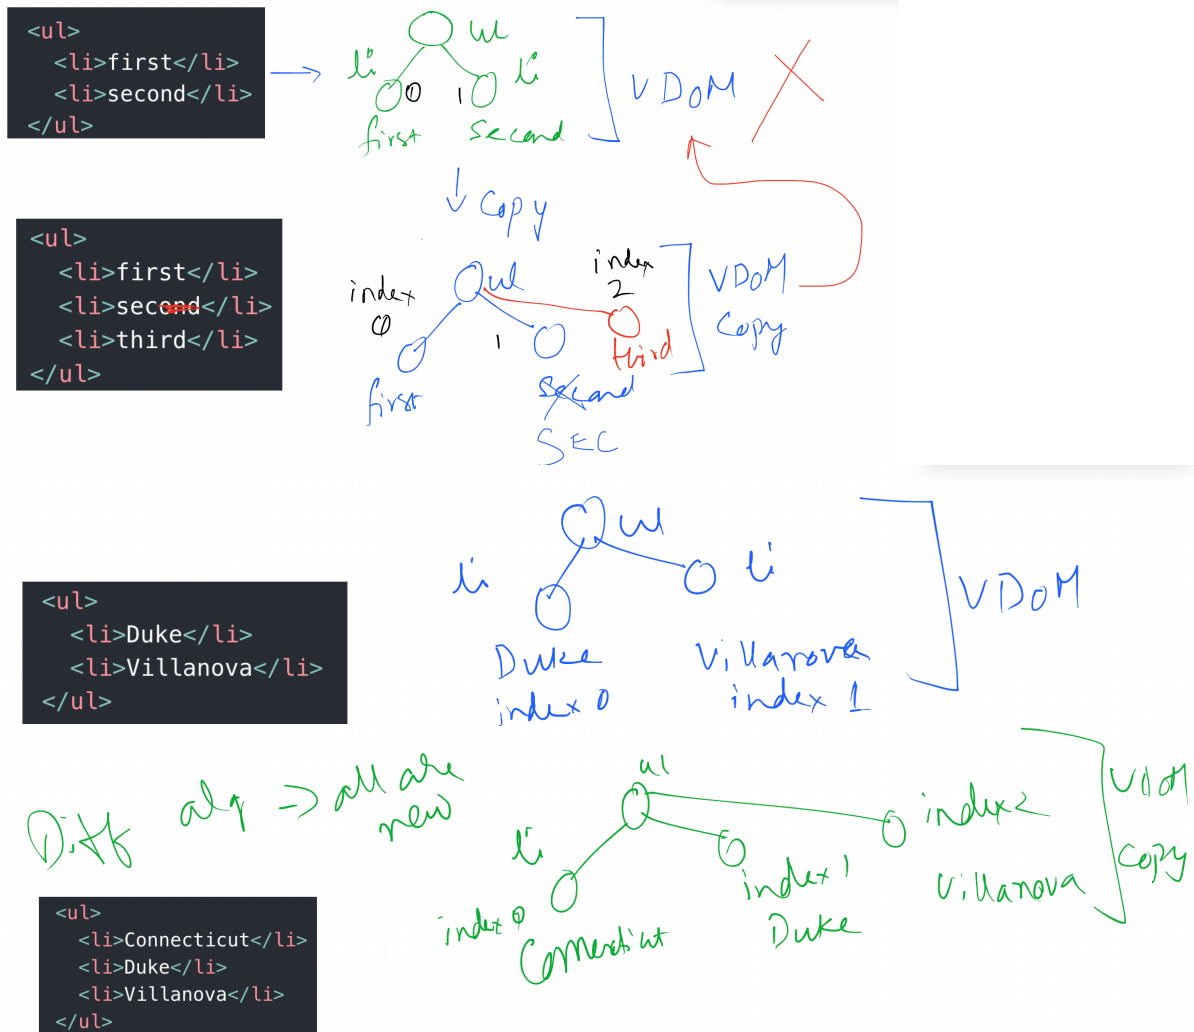 <ul>
<li>first</li>
<li>second</li>
</ul>
ul
li
li
0
1
first
second
VDOM
Copy
<ul>
<li>first</li>
<li>second</li>
<li>third</li>
</ul>
ul
index
0
1
index
2
first
second
SEC
third
VDOM
Copy
<ul>
<li>Duke</li>
<li>Villanova</li>
</ul>
ul
li
li
Duke
index 0
Villanova
index 1
VDOM
Diff alg -> all are
new
<ul>
<li>Connecticut</li>
<li>Duke</li>
<li>Villanova</li>
</ul>
ul
li
index 0
Connecticut
index 1
Duke
index 2
Villanova
VDOM
Copy